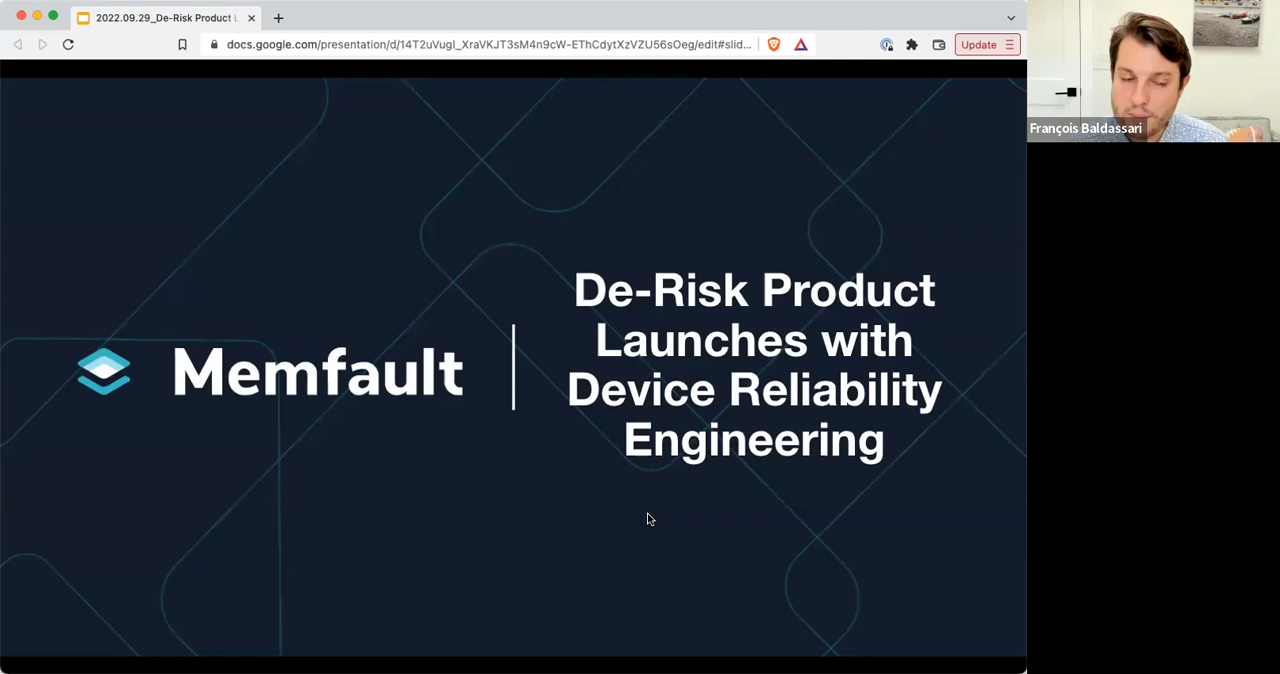 2022.09.29_De-Risk Product L
docs.google.com/presentation/d/14T2uVugI_XraVKJT3sM4n9cW-EThCdytXzVZU56sOeg/edit#slid...
Update
François Baldassari
Memfault
De-Risk Product
Launches with
Device Reliability
Engineering